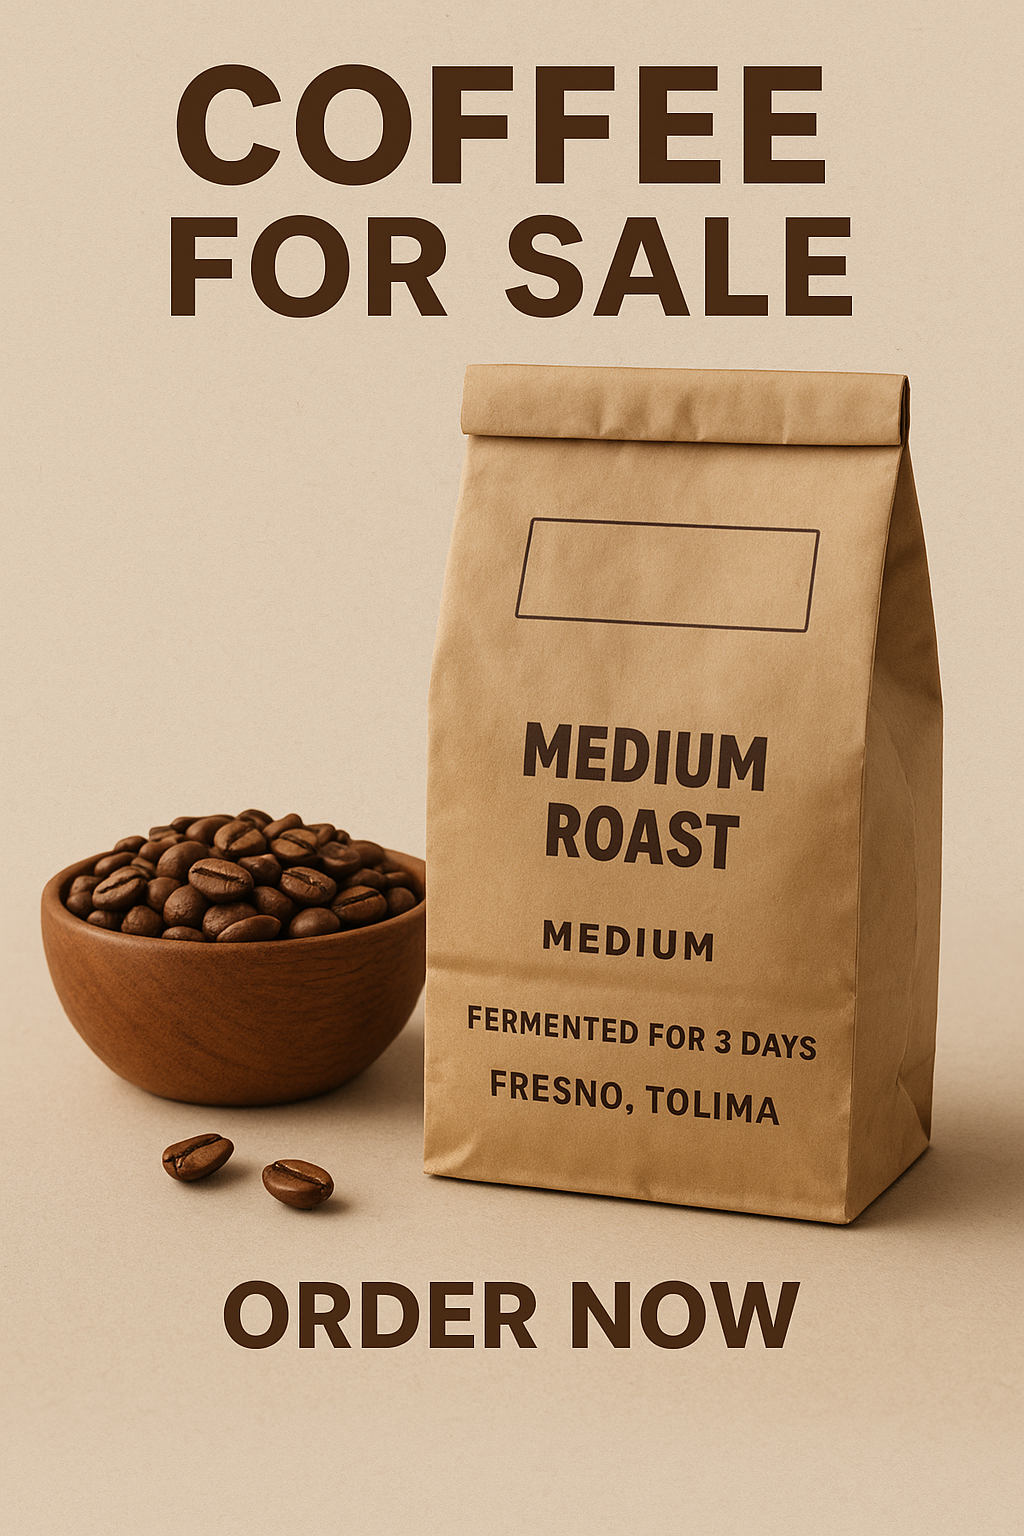 COFFEE
FOR SALE
MEDIUM
ROAST
MEDIUM
FERMENTED FOR 3 DAYS
FRESNO, TOLIMA
ORDER NOW